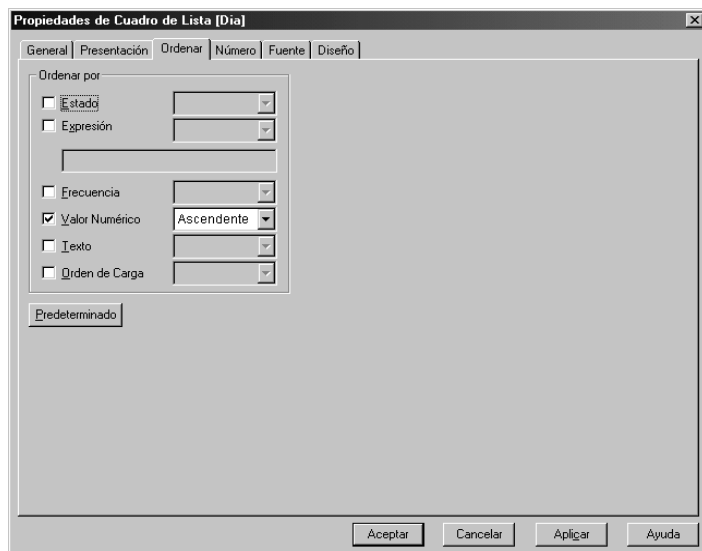 Propiedades de Cuadro de Lista [Dia]
General Presentación Ordenar Número Fuente Diseño
Ordenar por
Estado
Expresión
Frecuencia
Valor Numérico Ascendente
Texto
Orden de Carga
Predeterminado
Aceptar Cancelar Aplicar Ayuda